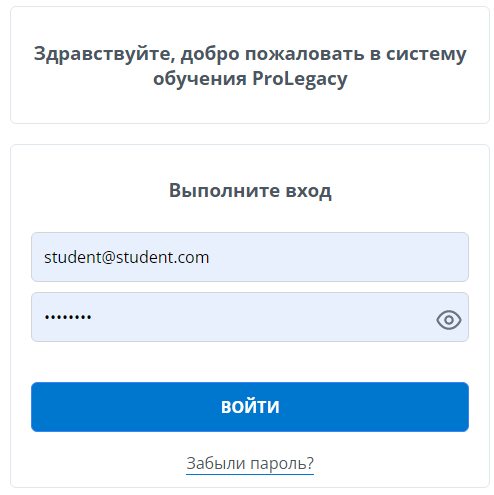 Здравствуйте, добро пожаловать в систему
обучения ProLegacy
Выполните вход
student@student.com
••••••••
ВОЙТИ
Забыли пароль?